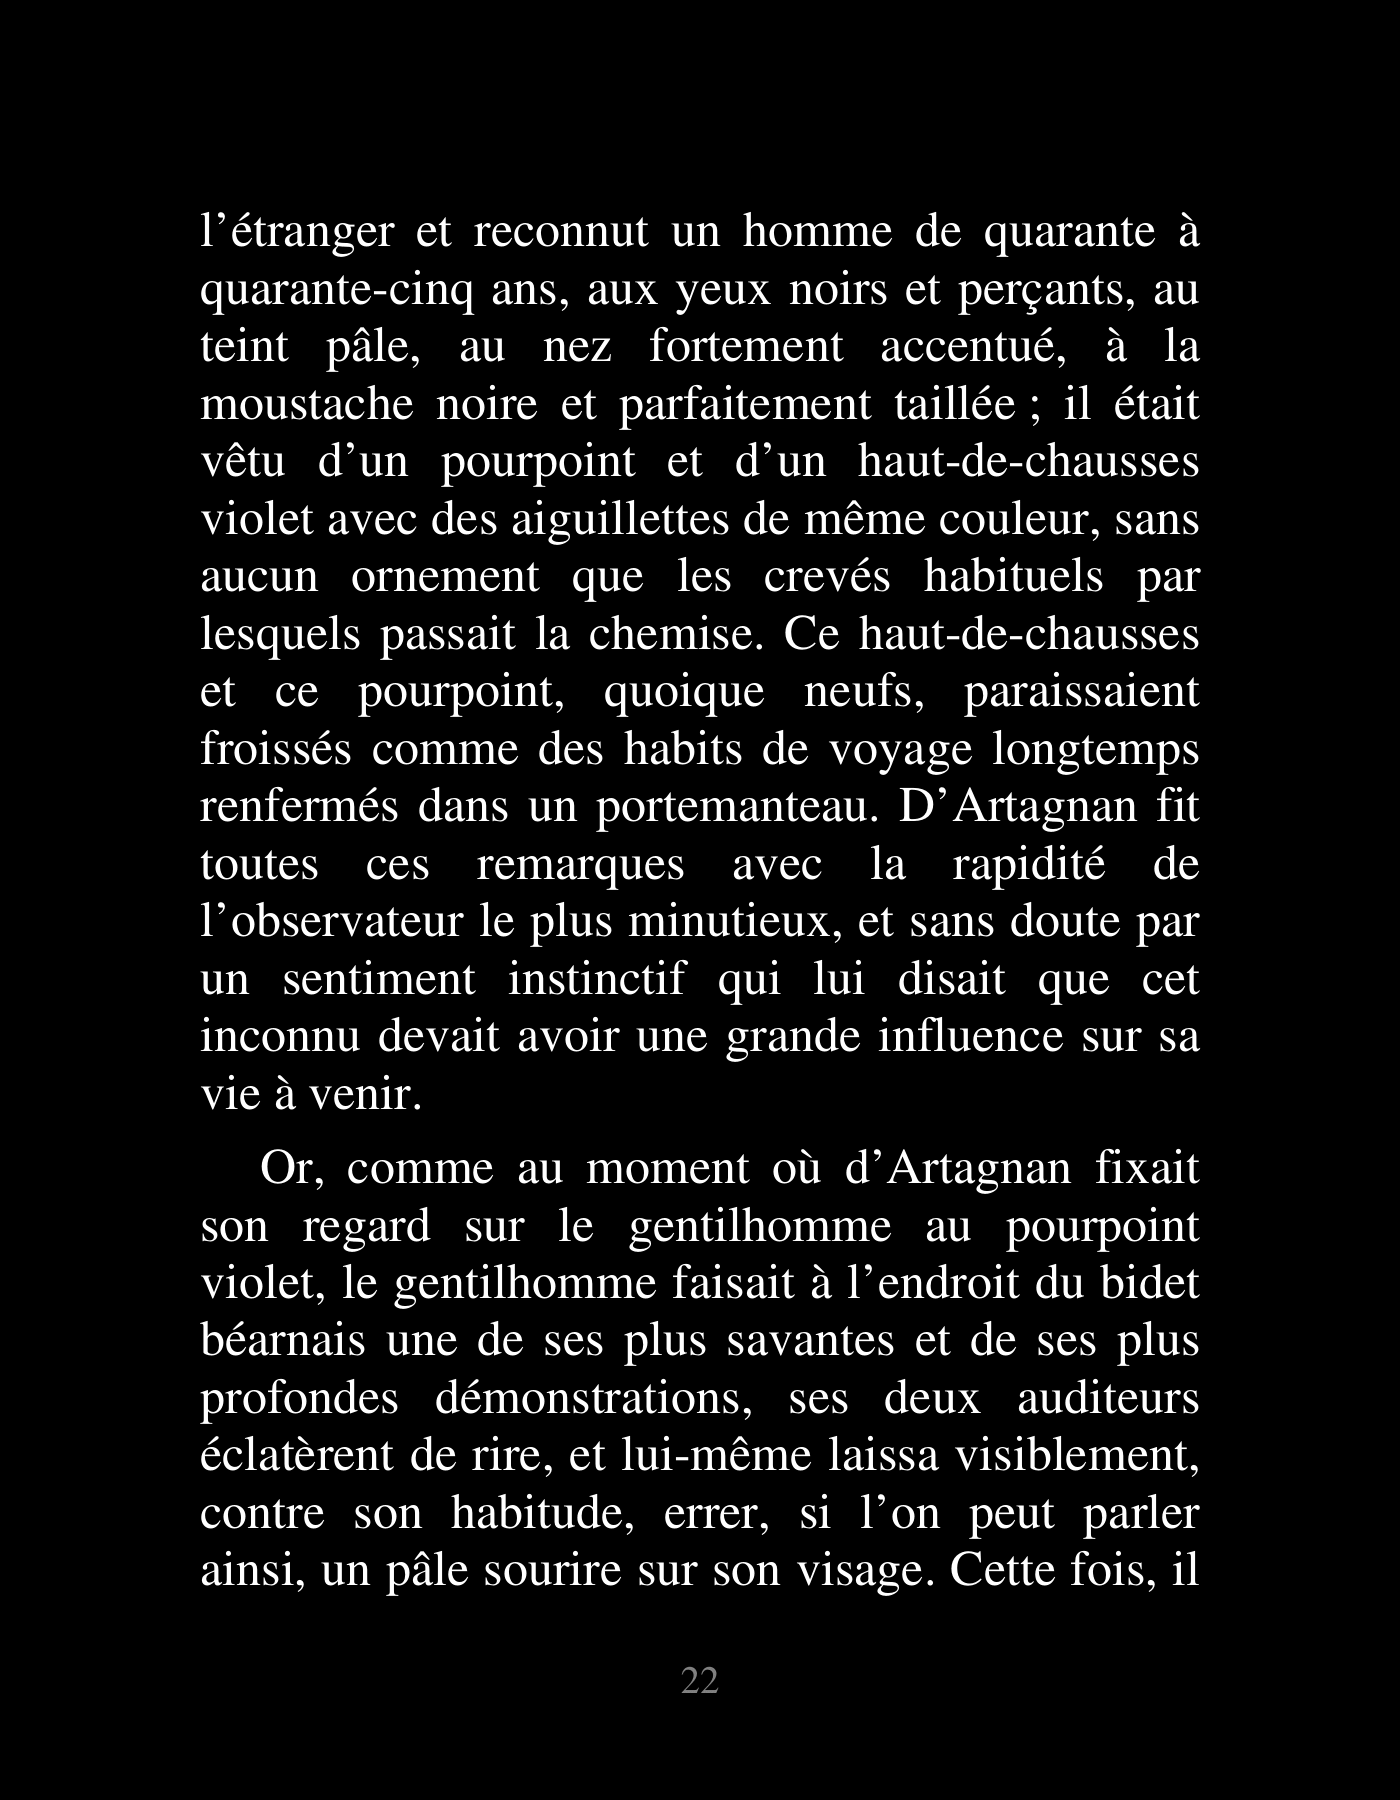 l’étranger et reconnut un homme de quarante à
quarante-cinq ans, aux yeux noirs et perçants, au
teint pâle, au nez fortement accentué, à la
moustache noire et parfaitement taillée ; il était
vêtu d’un pourpoint et d’un haut-de-chausses
violet avec des aiguillettes de même couleur, sans
aucun ornement que les crevés habituels par
lesquels passait la chemise. Ce haut-de-chausses
et ce pourpoint, quoique neufs, paraissaient
froissés comme des habits de voyage longtemps
renfermés dans un portemanteau. D’Artagnan fit
toutes ces remarques avec la rapidité de
l’observateur le plus minutieux, et sans doute par
un sentiment instinctif qui lui disait que cet
inconnu devait avoir une grande influence sur sa
vie à venir.
Or, comme au moment où d’Artagnan fixait
son regard sur le gentilhomme au pourpoint
violet, le gentilhomme faisait à l’endroit du bidet
béarnais une de ses plus savantes et de ses plus
profondes démonstrations, ses deux auditeurs
éclatèrent de rire, et lui-même laissa visiblement,
contre son habitude, errer, si l’on peut parler
ainsi, un pâle sourire sur son visage. Cette fois, il
22